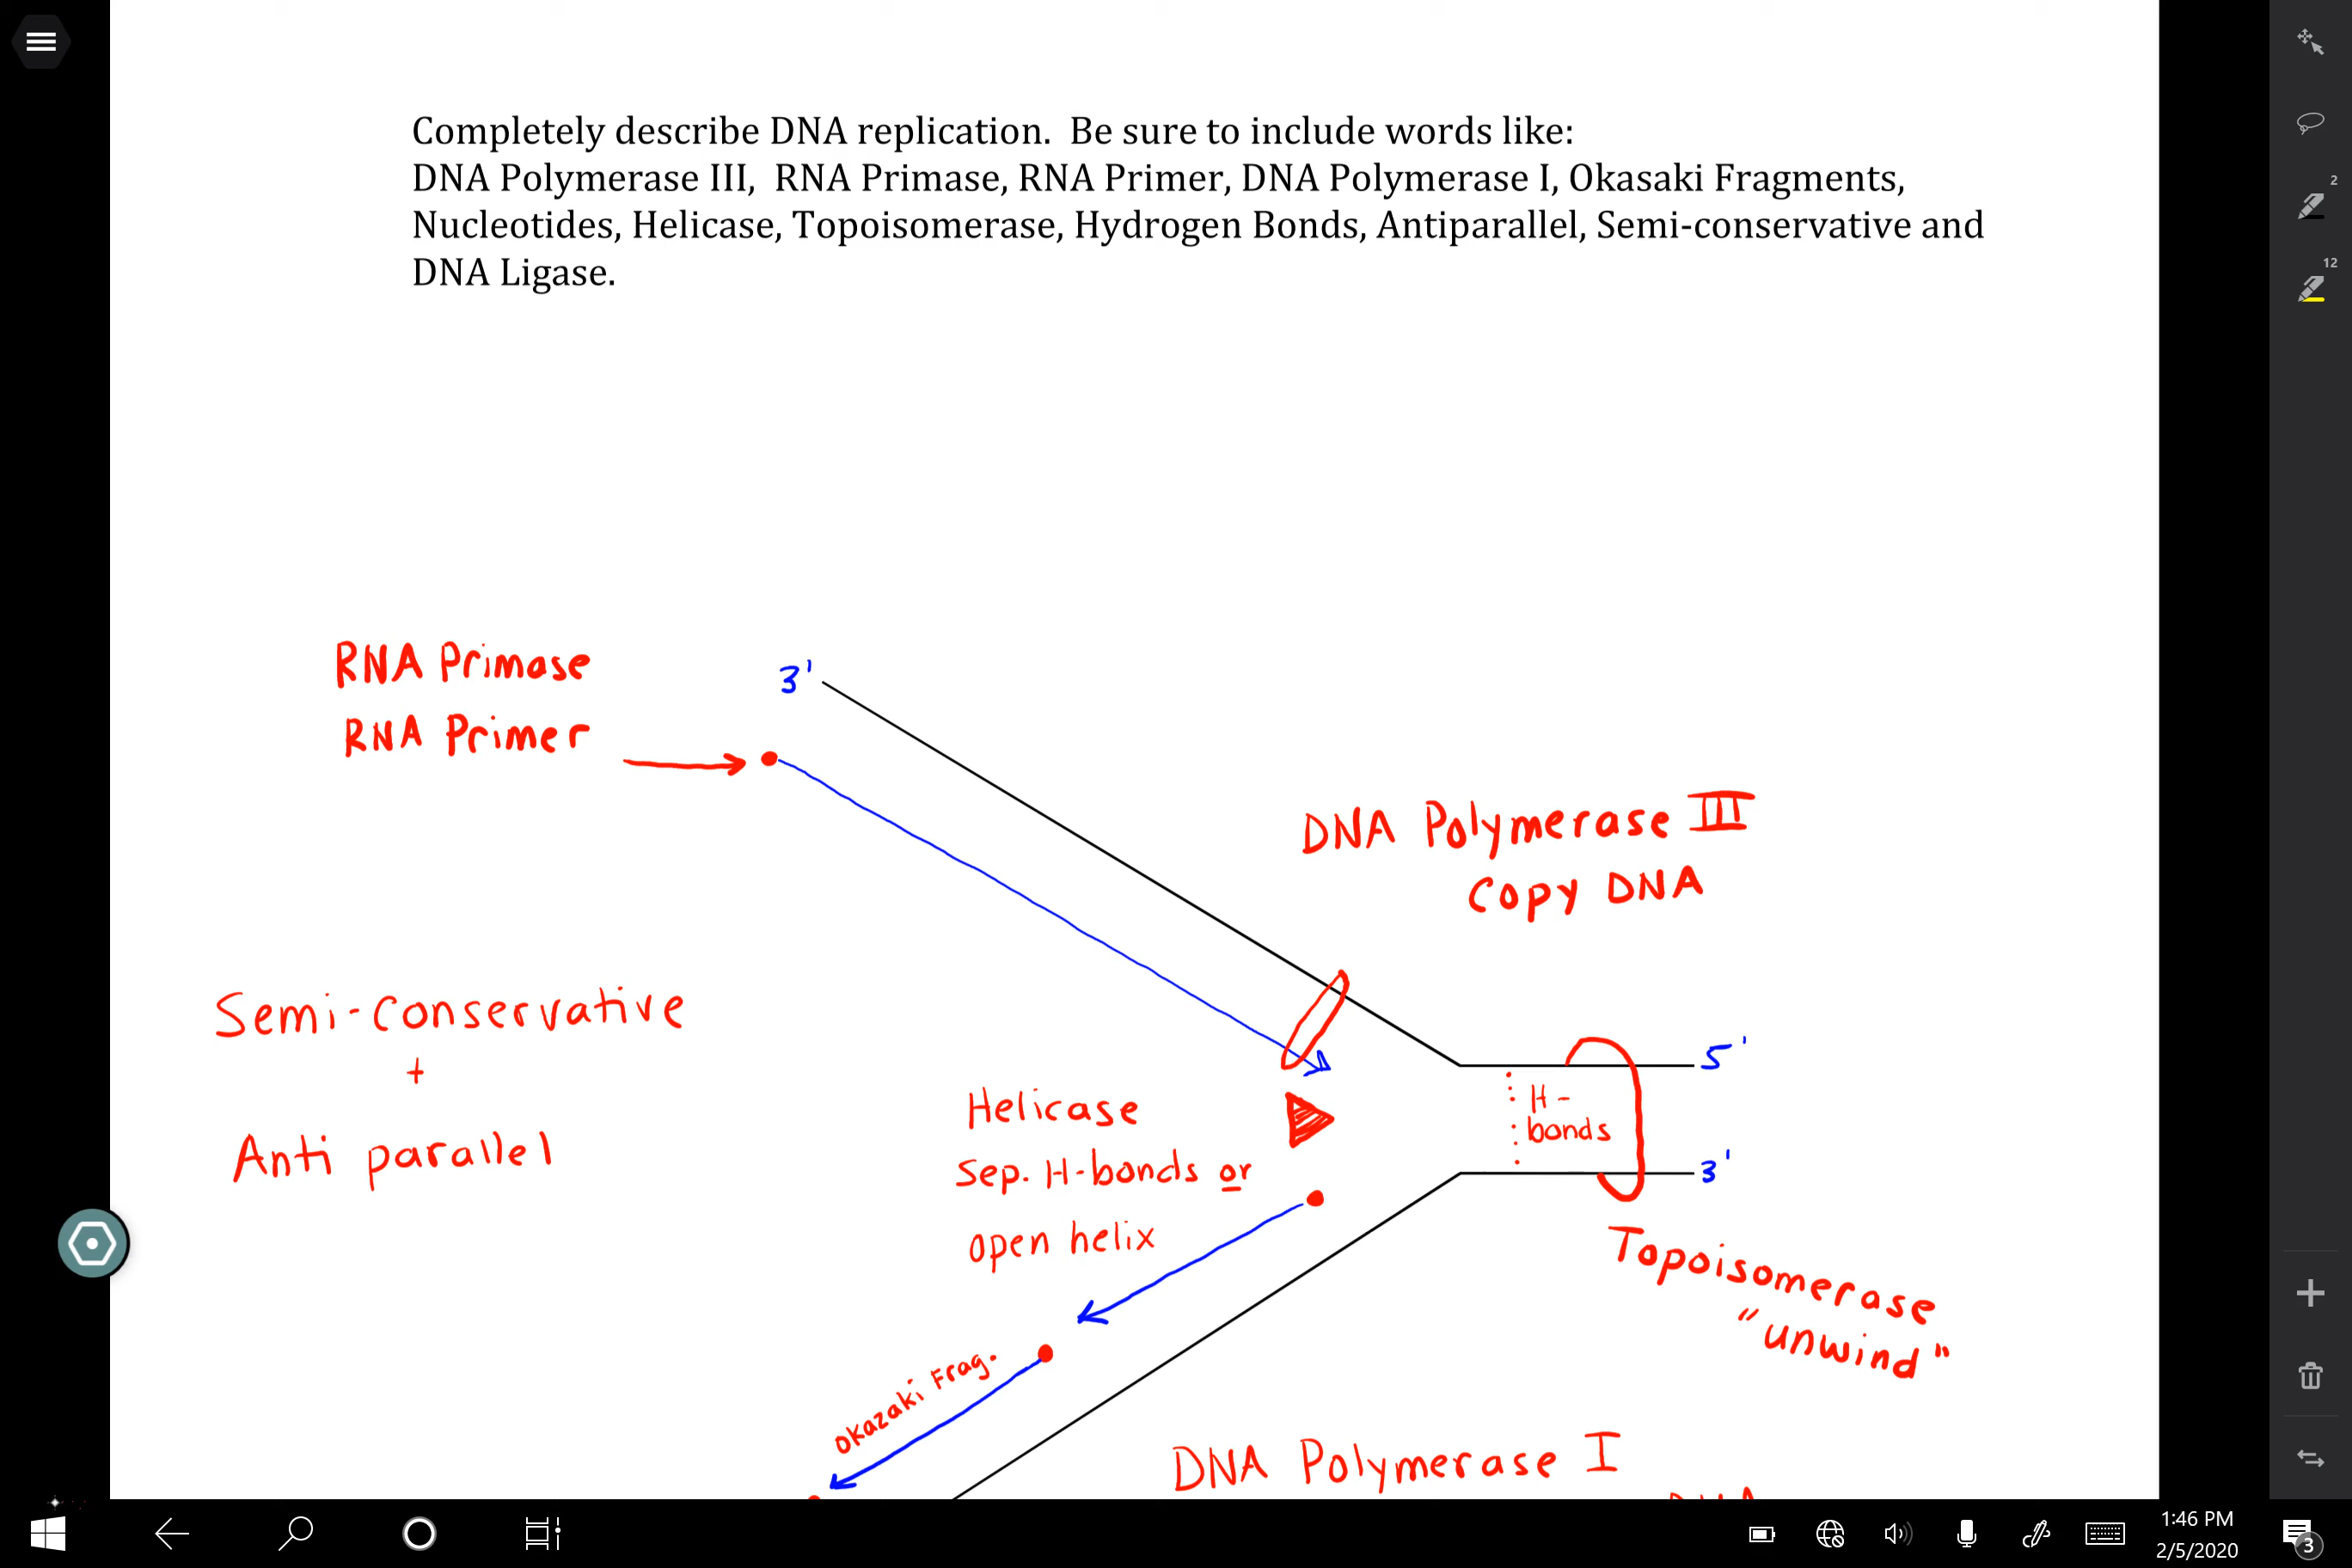 2
12
Completely describe DNA replication.  Be sure to include words like:
DNA Polymerase III,  RNA Primase, RNA Primer, DNA Polymerase I, Okasaki Fragments,
Nucleotides, Helicase, Topoisomerase, Hydrogen Bonds, Antiparallel, Semi-conservative and
DNA Ligase.
RNA Primase
RNA Primer
3'
DNA Polymerase III
Copy DNA
Semi-conservative
+
Anti parallel
Helicase
Sep. H-bonds or
open helix
5'
H-
bonds
3'
Topoisomerase
"unwind"
Okazaki Frag.
DNA Polymerase I
1:46 PM
2/5/2020
3